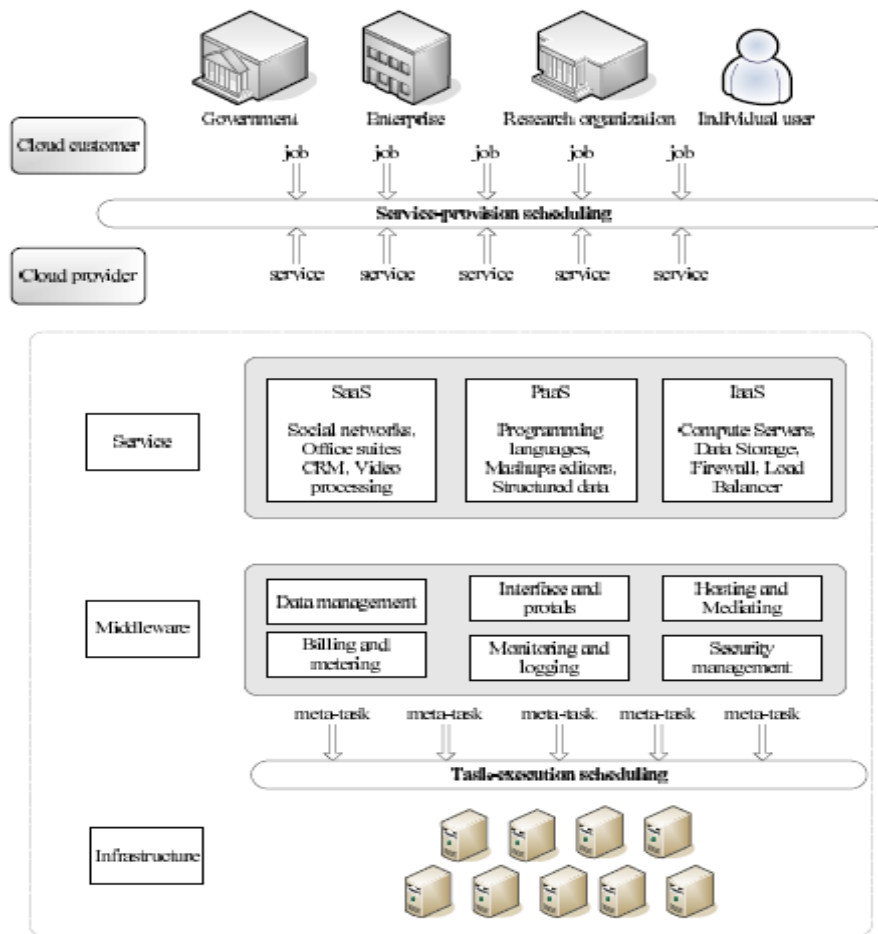 Government Enterprise Research organization Individual user
Cloud customer
job job job job job
Service-provision scheduling
Cloud provider
service service service service service
SaaS
Social networks,
Office suites
CRM, Video
processing
PaaS
Programming
languages,
Mashups editors,
Structured data
IaaS
Compute Servers,
Data Storage,
Firewall, Load
Balancer
Service
Data management
Interface and
protals
Hosting and
Mediating
Middleware
Billing and
metering
Monitoring and
logging
Security
management
meta-task meta-task meta-task meta-task meta-task
Task-execution scheduling
Infrastructure